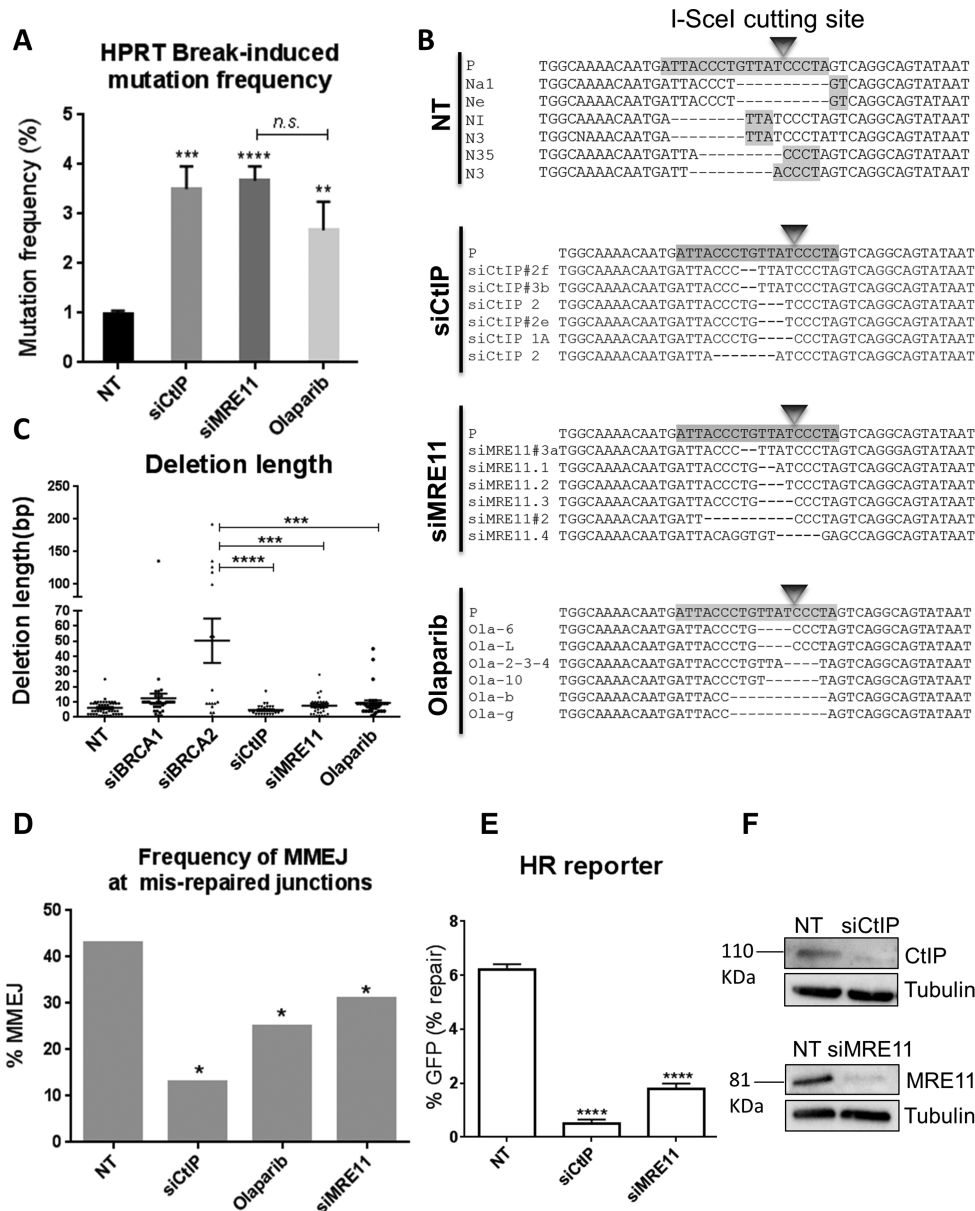 A
HPRT Break-induced
mutation frequency
Mutation frequency (%)
5
4
3
2
1
0
***
****
n.s.
**
NT
siCtIP
siMRE11
Olaparib
B
I-SceI cutting site
NT
P TGGCAAAACAATGATTACCCTGTTATCCCTAGTCAGGCAGTATAAT
Na1 TGGCAAAACAATGATTACCCT----------GTCAGGCAGTATAAT
Ne TGGCAAAACAATGATTACCCT----------GTCAGGCAGTATAAT
NI TGGCAAAACAATGA--------TTATCCCTAGTCAGGCAGTATAAT
N3 TGGCNAAACAATGA--------TTATCCCTATTCAGGCAGTATAAT
N35 TGGCAAAACAATGATTA---------CCCTAGTCAGGCAGTATAAT
N3 TGGCAAAACAATGATT---------ACCCTAGTCAGGCAGTATAAT
siCtIP
P TGGCAAAACAATGATTACCCTGTTATCCCTAGTCAGGCAGTATAAT
siCtIP#2f TGGCAAAACAATGATTACCC--TTATCCCTAGTCAGGCAGTATAAT
siCtIP#3b TGGCAAAACAATGATTACCC--TTATCCCTAGTCAGGCAGTATAAT
siCtIP 2 TGGCAAAACAATGATTACCCTG---TCCCTAGTCAGGCAGTATAAT
siCtIP#2e TGGCAAAACAATGATTACCCTG---TCCCTAGTCAGGCAGTATAAT
siCtIP 1A TGGCAAAACAATGATTACCCTG----CCCTAGTCAGGCAGTATAAT
siCtIP 2 TGGCAAAACAATGATTA-------ATCCCTAGTCAGGCAGTATAAT
siMRE11
P TGGCAAAACAATGATTACCCTGTTATCCCTAGTCAGGCAGTATAAT
siMRE11#3a TGGCAAAACAATGATTACCC--TTATCCCTAGTCAGGGAGTATAAT
siMRE11.1 TGGCAAAACAATGATTACCCTG--ATCCCTAGTCAGGCAGTATAAT
siMRE11.2 TGGCAAAACAATGATTACCCTG---TCCCTAGTCAGGCAGTATAAT
siMRE11.3 TGGCAAAACAATGATTACCCTG----CCCTAGTCAGGCAGTATAAT
siMRE11#2 TGGCAAAACAATGATT----------CCCTAGTCAGGCAGTATAAT
siMRE11.4 TGGCAAAACAATGATTACAGGTGT-----GAGCCAGGCAGTATAAT
Olaparib
P TGGCAAAACAATGATTACCCTGTTATCCCTAGTCAGGCAGTATAAT
Ola-6 TGGCAAAACAATGATTACCCTG----CCCTAGTCAGGCAGTATAAT
Ola-L TGGCAAAACAATGATTACCCTG----CCCTAGTCAGGCAGTATAAT
Ola-2-3-4 TGGCAAAACAATGATTACCCTGTTA----TAGTCAGGCAGTATAAT
Ola-10 TGGCAAAACAATGATTACCCTGT------TAGTCAGGCAGTATAAT
Ola-b TGGCAAAACAATGATTACC-----------AGTCAGGCAGTATAAT
Ola-g TGGCAAAACAATGATTACC-----------AGTCAGGCAGTATAAT
C
Deletion length
Deletion length(bp)
250
200
150
100
80
70
60
50
40
30
20
10
0
***
***
****
NT
siBRCA1
siBRCA2
siCtIP
siMRE11
Olaparib
D
Frequency of MMEJ
at mis-repaired junctions
% MMEJ
50
40
30
20
10
0
*
*
*
NT
siCtIP
Olaparib
siMRE11
E
HR reporter
% GFP (% repair)
8
6
4
2
0
****
****
NT
siCtIP
siMRE11
F
NT siCtIP
110
KDa
CtIP
Tubulin
NT siMRE11
81
KDa
MRE11
Tubulin